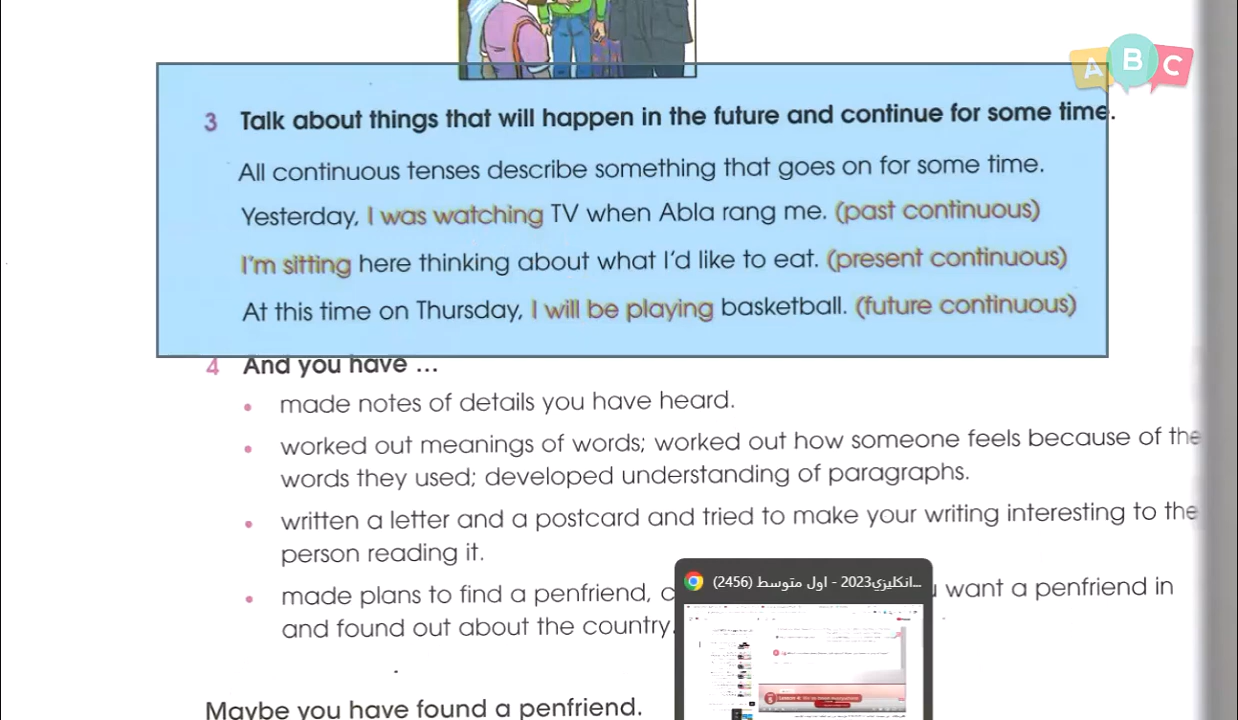 A B C
3 Talk about things that will happen in the future and continue for some time.
All continuous tenses describe something that goes on for some time.
Yesterday, I was watching TV when Abla rang me. (past continuous)
I'm sitting here thinking about what I'd like to eat. (present continuous)
At this time on Thursday, I will be playing basketball. (future continuous)
4 And you have ...
• made notes of details you have heard.
• worked out meanings of words; worked out how someone feels because of the
words they used; developed understanding of paragraphs.
• written a letter and a postcard and tried to make your writing interesting to the
person reading it.
• made plans to find a penfriend, want a penfriend in
and found out about the country.
(2456) انكليزي2023 - اول متوسط...
Maybe you have found a penfriend.